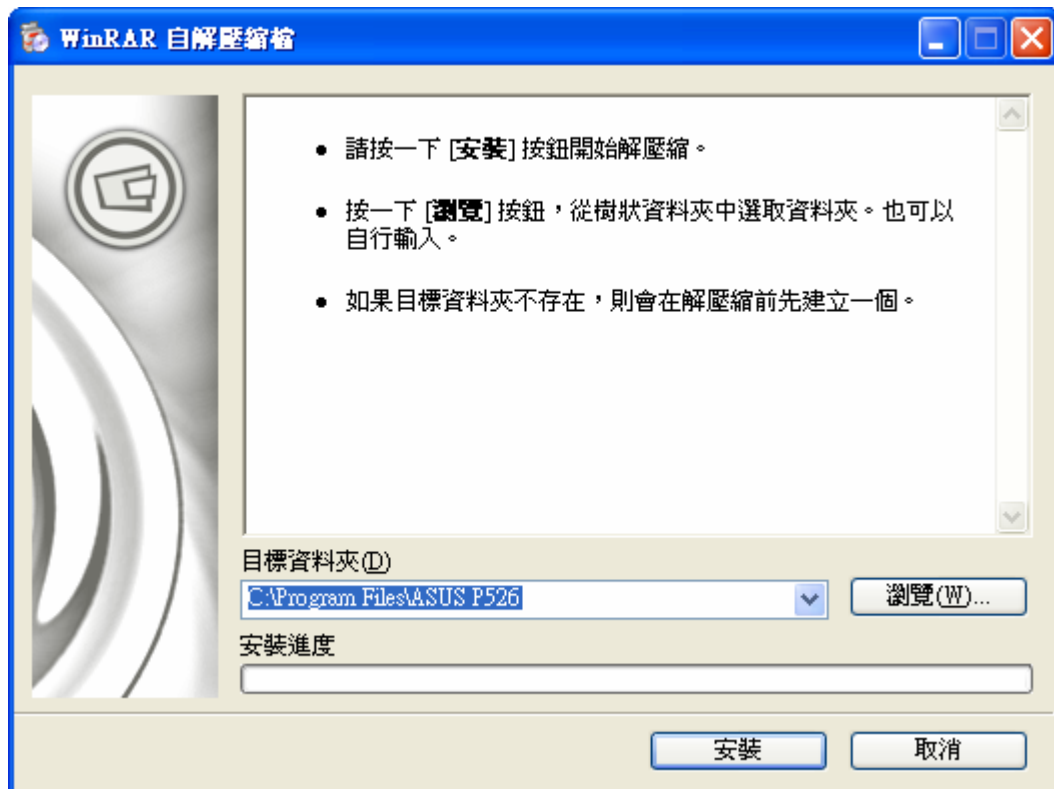 WinRAR 自解壓縮檔
● 請按一下 [安裝] 按鈕開始解壓縮。
● 按一下 [瀏覽] 按鈕，從樹狀資料夾中選取資料夾。也可以
自行輸入。
● 如果目標資料夾不存在，則會在解壓縮前先建立一個。
目標資料夾(D)
C:\Program Files\ASUS P526
瀏覽(W)...
安裝進度
安裝
取消